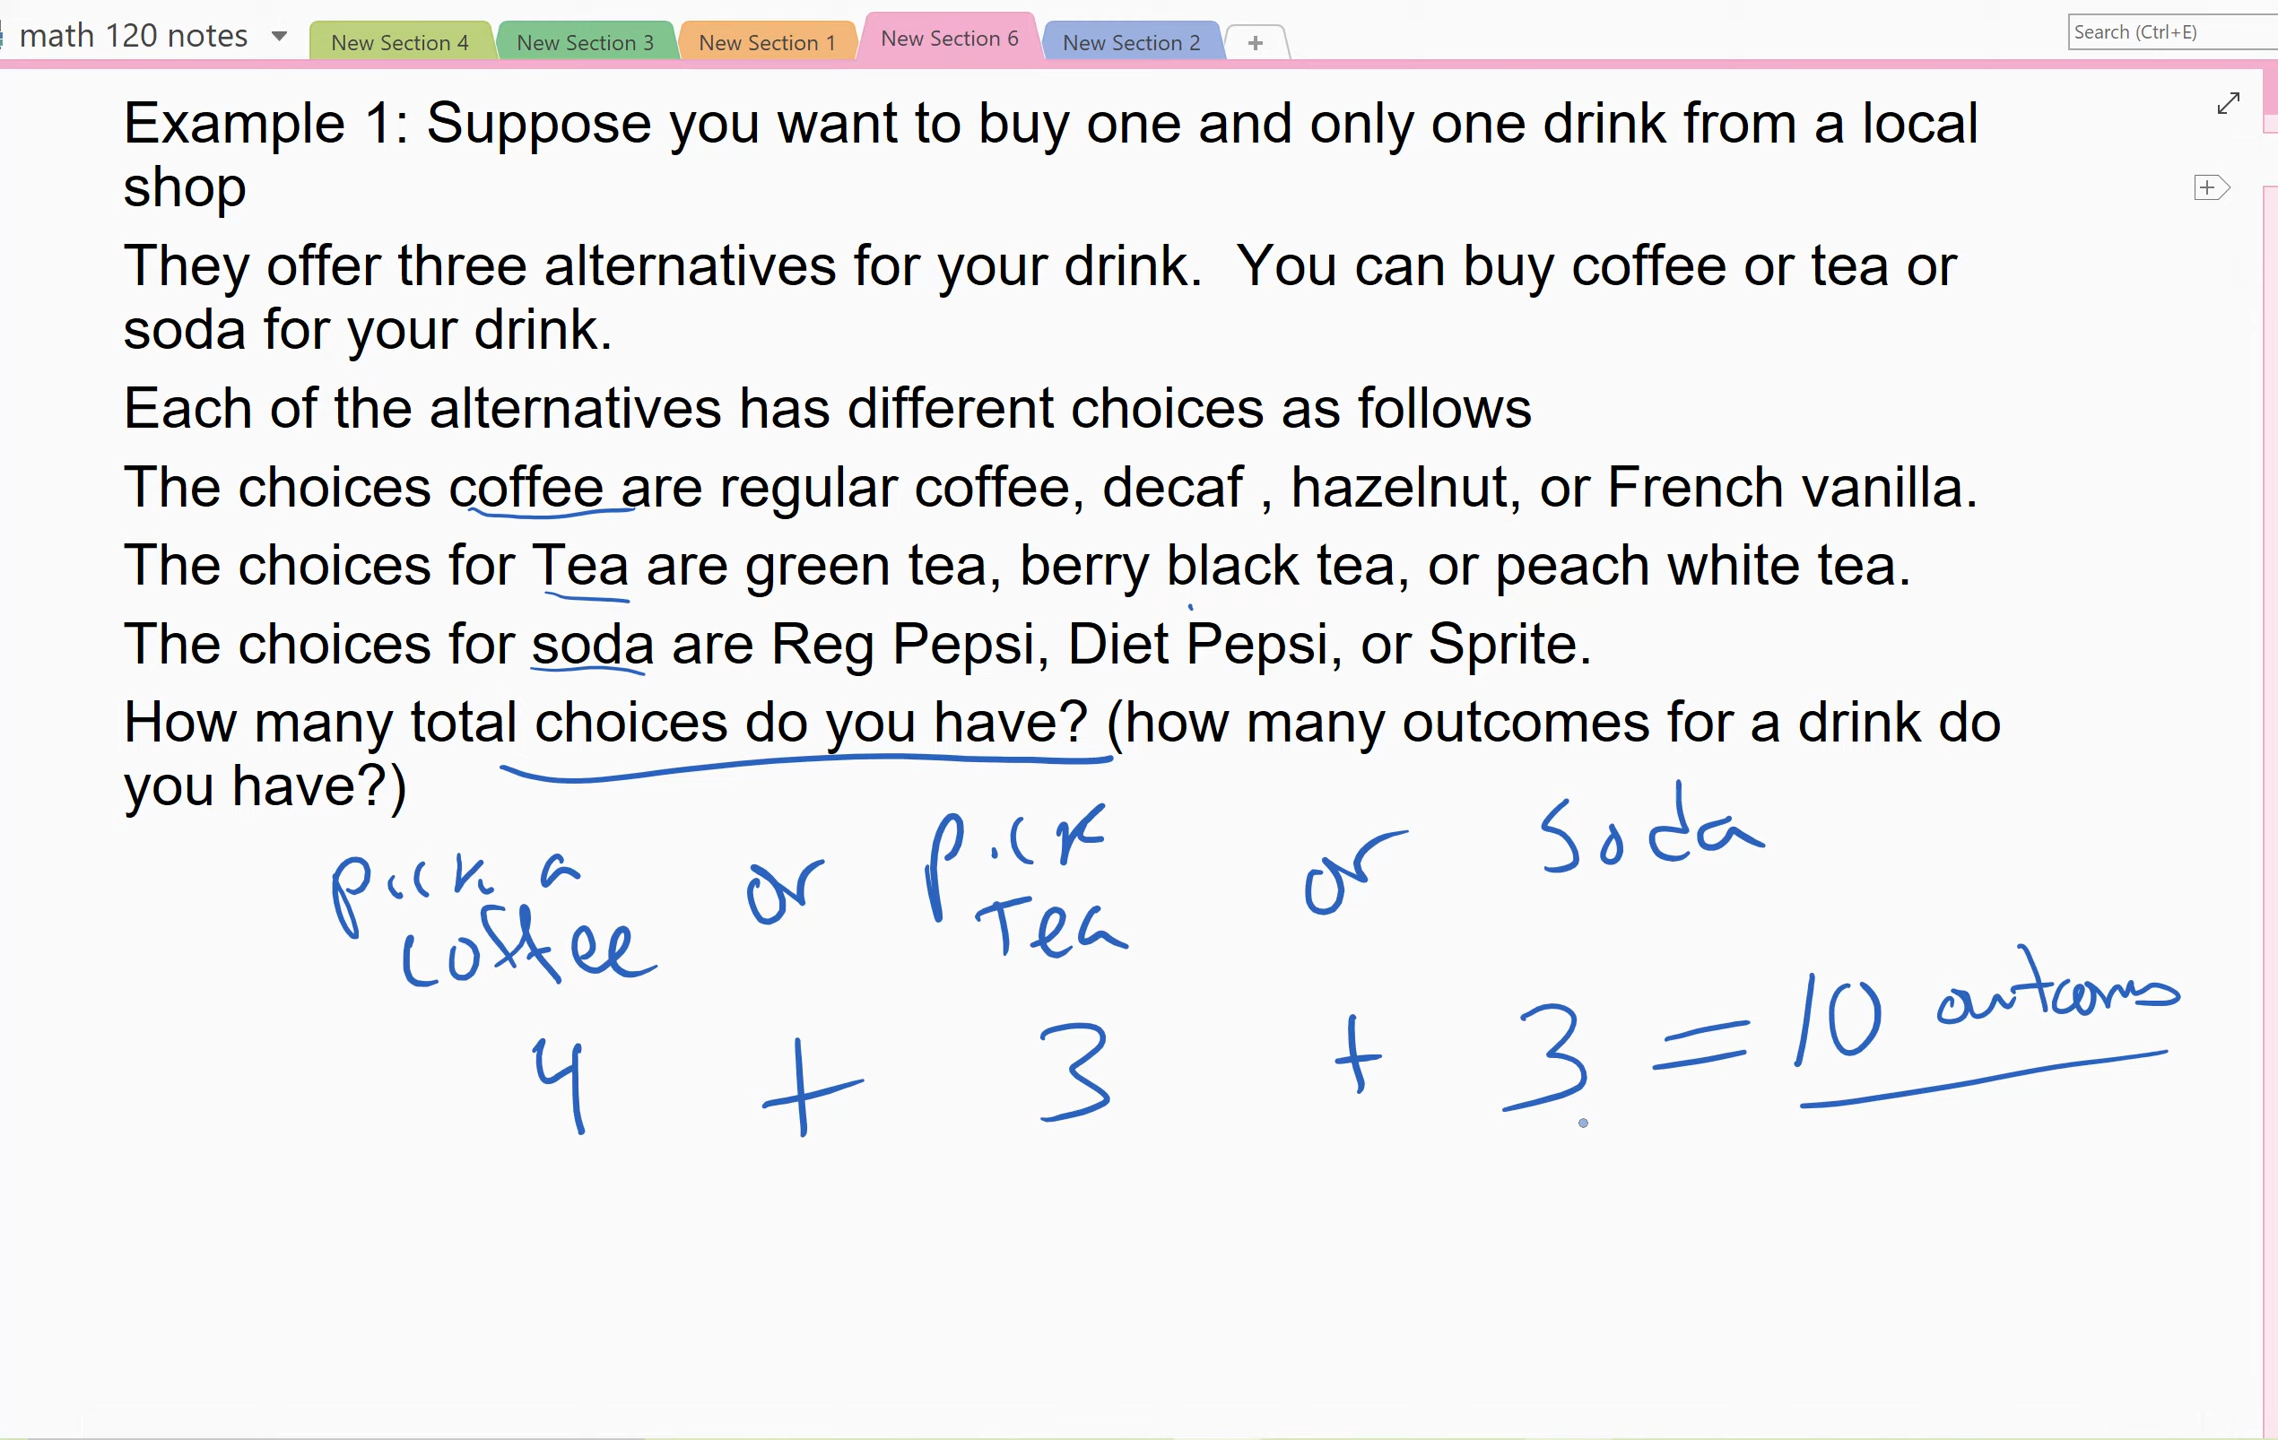 math 120 notes New Section 4 New Section 3 New Section 1 New Section 6 New Section 2 + Search (Ctrl+E)
Example 1: Suppose you want to buy one and only one drink from a local
shop
They offer three alternatives for your drink. You can buy coffee or tea or
soda for your drink.
Each of the alternatives has different choices as follows
The choices coffee are regular coffee, decaf , hazelnut, or French vanilla.
The choices for Tea are green tea, berry black tea, or peach white tea.
The choices for soda are Reg Pepsi, Diet Pepsi, or Sprite.
How many total choices do you have? (how many outcomes for a drink do
you have?)
pick a or pick or Soda
coffee Tea
4 + 3 + 3 = 10 outcoms